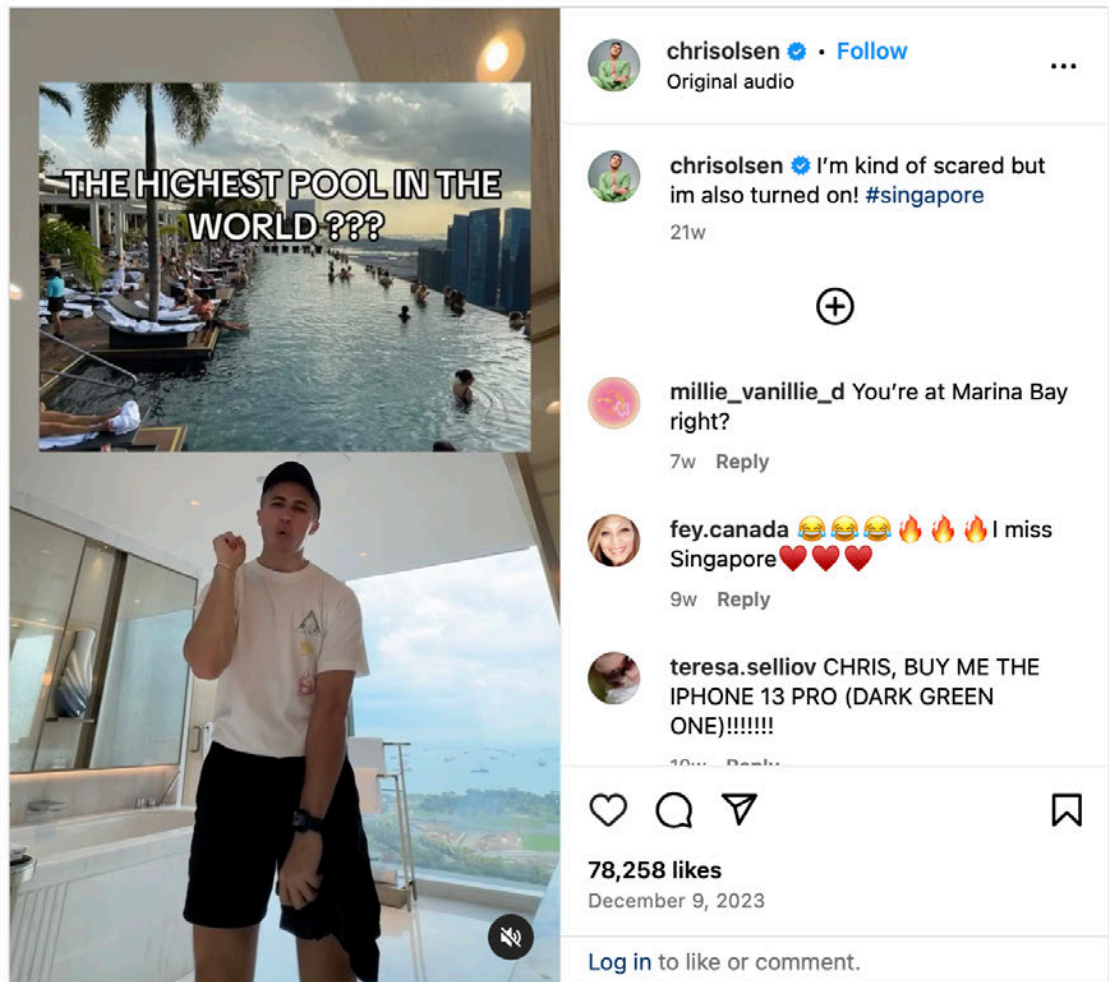 THE HIGHEST POOL IN THE
WORLD ???
chrisolsen • Follow
Original audio
chrisolsen I'm kind of scared but
im also turned on! #singapore
21w
millie_vanillie_d You're at Marina Bay
right?
7w Reply
fey.canada 😂😂😂🔥🔥🔥I miss
Singapore❤️❤️❤️
9w Reply
teresa.selliov CHRIS, BUY ME THE
IPHONE 13 PRO (DARK GREEN
ONE)!!!!!!!
Reply
78,258 likes
December 9, 2023
Log in to like or comment.